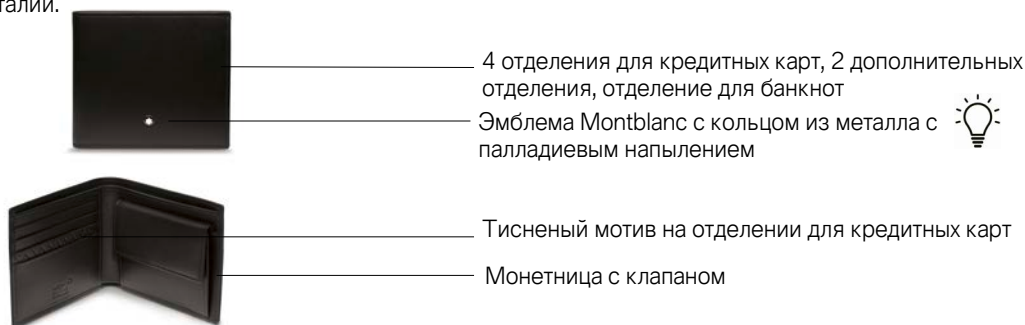 талии.
4 отделения для кредитных карт, 2 дополнительных
отделения, отделение для банкнот
Эмблема Montblanc с кольцом из металла с
палладиевым напылением
Тисненый мотив на отделении для кредитных карт
Монетница с клапаном